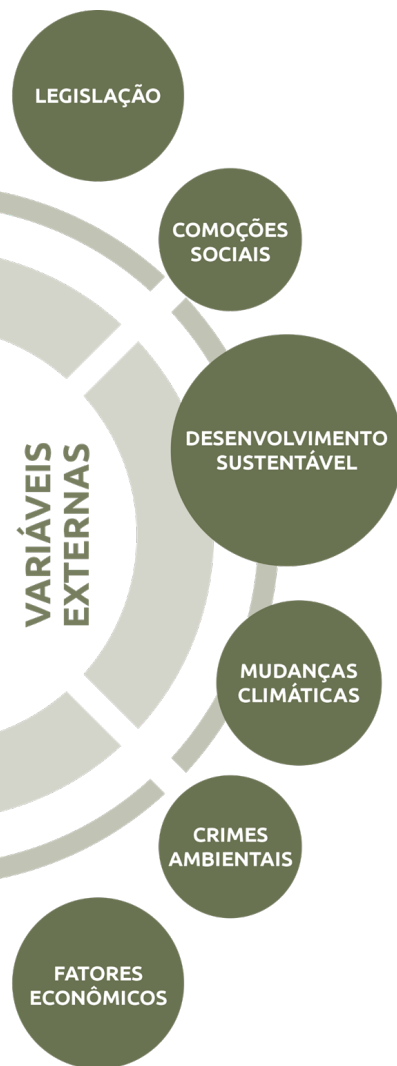 LEGISLAÇÃO
COMOÇÕES
SOCIAIS
DESENVOLVIMENTO
SUSTENTÁVEL
VARIÁVEIS
EXTERNAS
MUDANÇAS
CLIMÁTICAS
CRIMES
AMBIENTAIS
FATORES
ECONÔMICOS